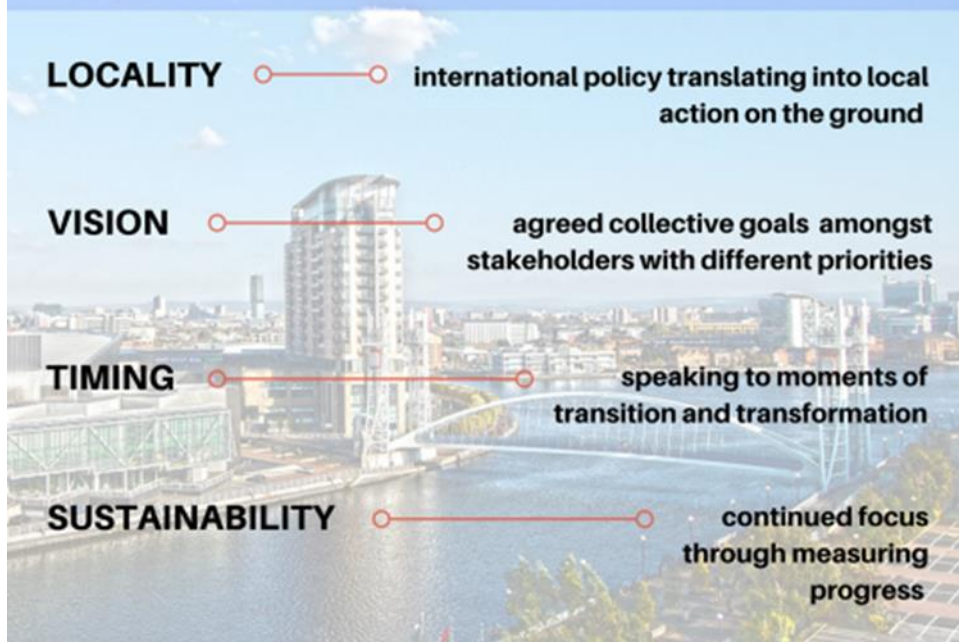 LOCALITY
international policy translating into local
action on the ground
VISION
agreed collective goals amongst
stakeholders with different priorities
TIMING
speaking to moments of
transition and transformation
SUSTAINABILITY
continued focus
through measuring
progress